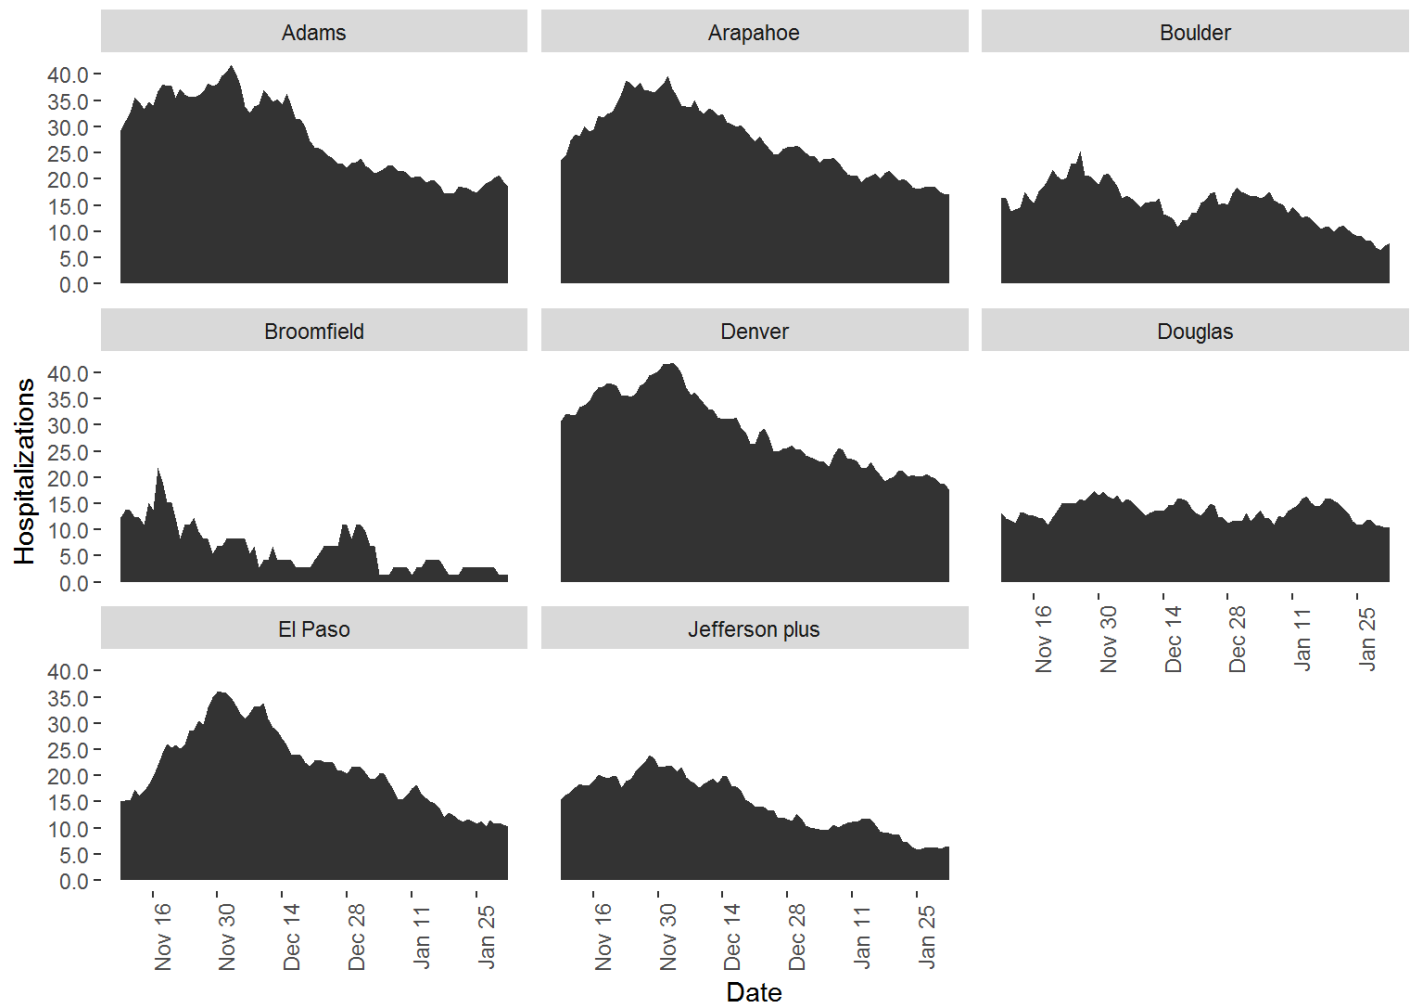 Adams
Arapahoe
Boulder
40.0
35.0
30.0
25.0
20.0
15.0
10.0
5.0
0.0
Broomfield
Denver
Douglas
Hospitalizations
40.0
35.0
30.0
25.0
20.0
15.0
10.0
5.0
0.0
Nov 16
Nov 30
Dec 14
Dec 28
Jan 11
Jan 25
El Paso
Jefferson plus
40.0
35.0
30.0
25.0
20.0
15.0
10.0
5.0
0.0
Nov 16
Nov 30
Dec 14
Dec 28
Jan 11
Jan 25
Nov 16
Nov 30
Dec 14
Dec 28
Jan 11
Jan 25
Date